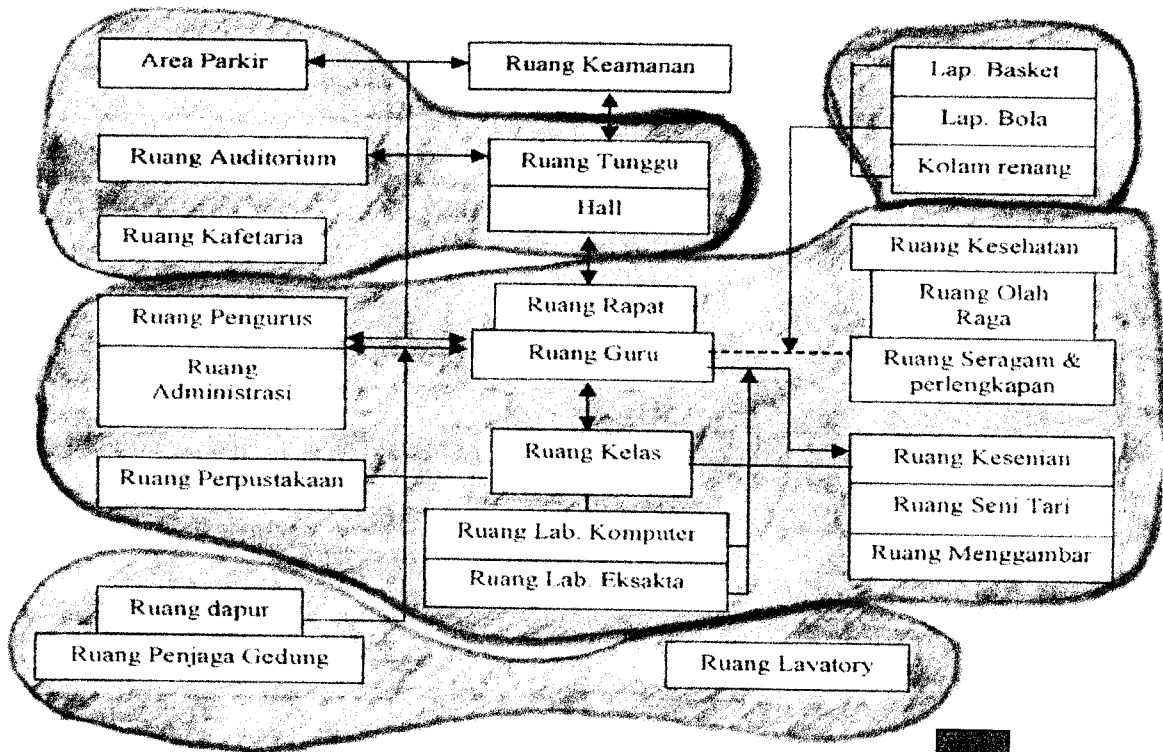 Area Parkir
Ruang Keamanan
Lap. Basket
Lap. Bola
Kolam renang
Ruang Auditorium
Ruang Tunggu
Hall
Ruang Kafetaria
Ruang Kesehatan
Ruang Olah
Raga
Ruang Seragam &
perlengkapan
Ruang Pengurus
Ruang
Administrasi
Ruang Rapat
Ruang Guru
Ruang Kelas
Ruang Perpustakaan
Ruang Kesenian
Ruang Seni Tari
Ruang Menggambar
Ruang Lab. Komputer
Ruang Lab. Eksakta
Ruang dapur
Ruang Penjaga Gedung
Ruang Lavatory